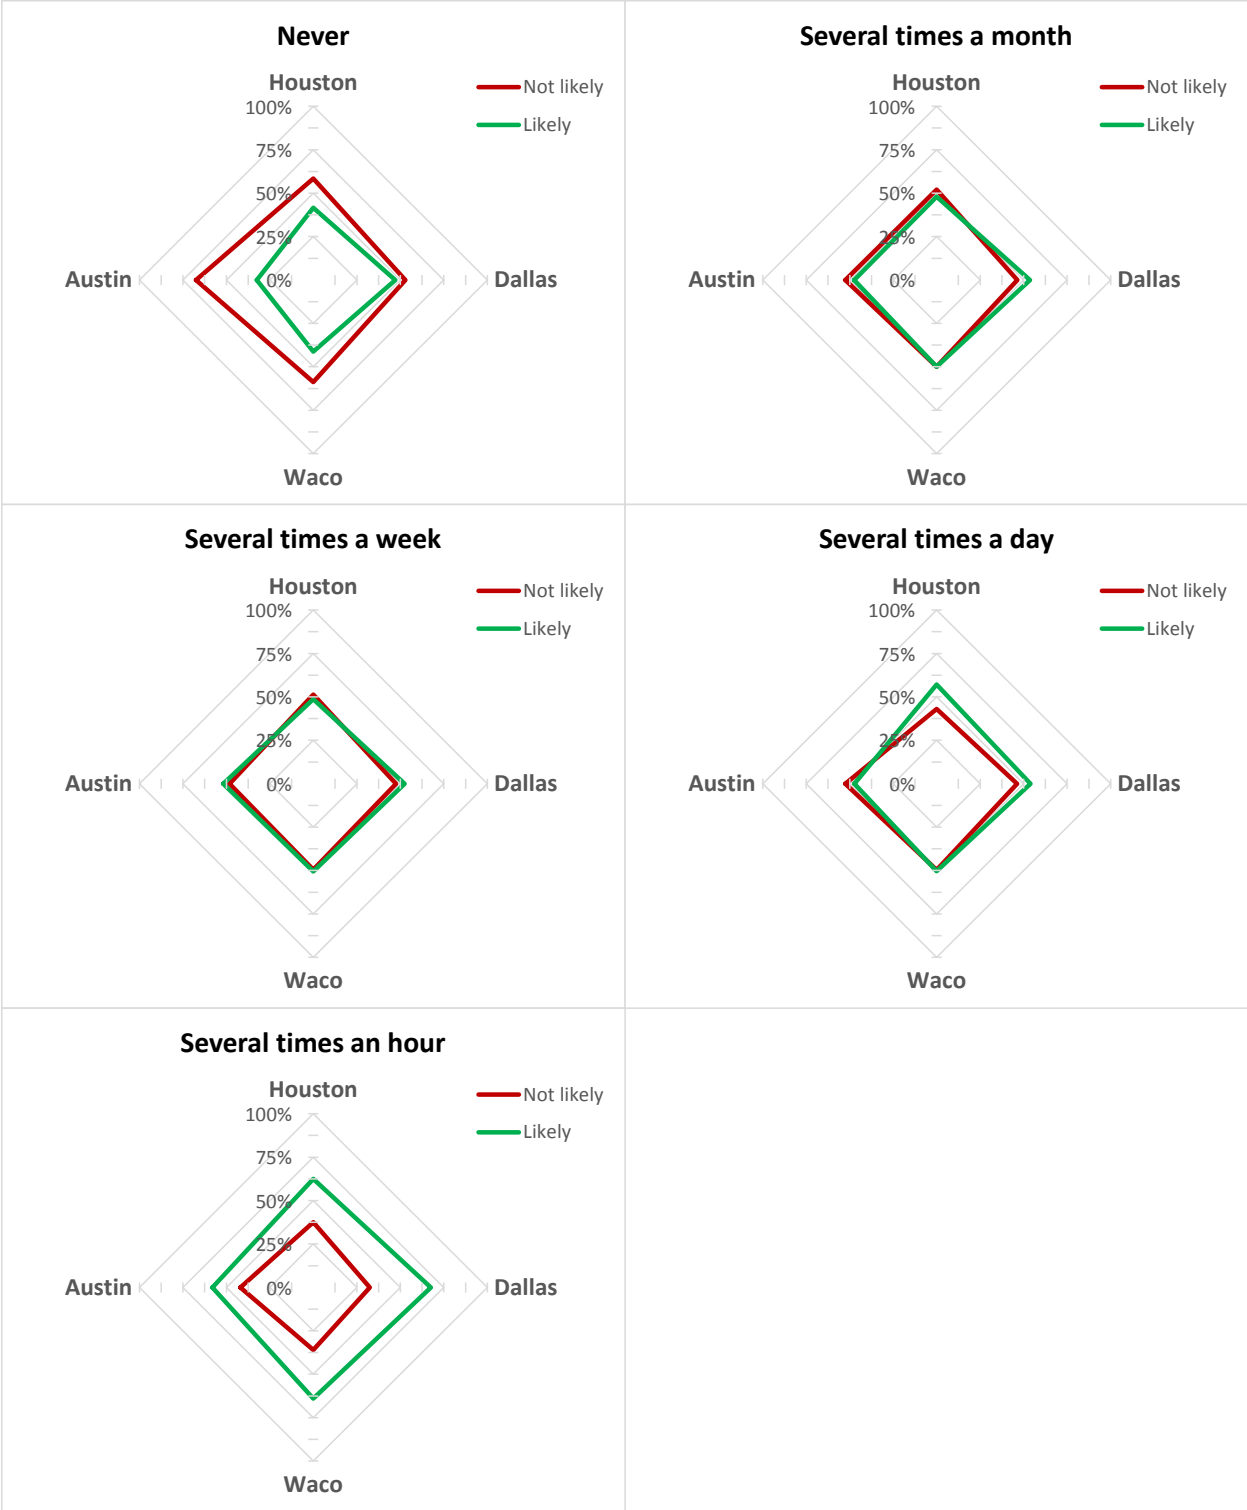 Never
Houston
Not likely
Likely
100%
75%
50%
25%
0%
Austin
Dallas
Waco
Several times a month
Houston
Not likely
Likely
100%
75%
50%
25%
0%
Austin
Dallas
Waco
Several times a week
Houston
Not likely
Likely
100%
75%
50%
25%
0%
Austin
Dallas
Waco
Several times a day
Houston
Not likely
Likely
100%
75%
50%
25%
0%
Austin
Dallas
Waco
Several times an hour
Houston
Not likely
Likely
100%
75%
50%
25%
0%
Austin
Dallas
Waco